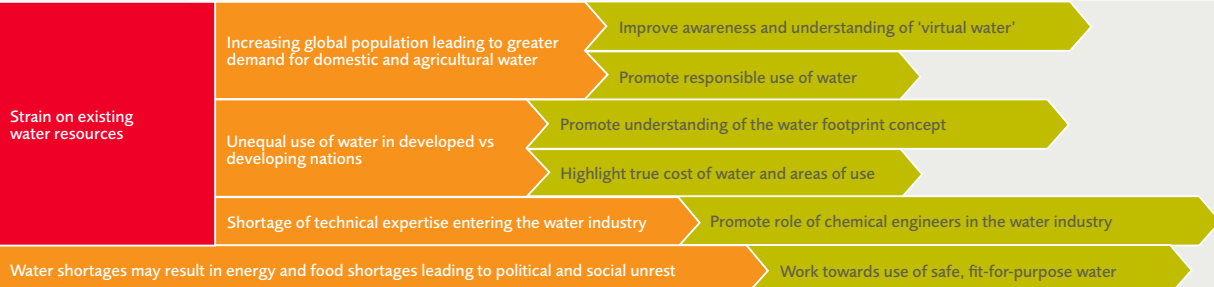 Strain on existing
water resources
Increasing global population leading to greater
demand for domestic and agricultural water
Improve awareness and understanding of ‘virtual water’
Promote responsible use of water
Unequal use of water in developed vs
developing nations
Promote understanding of the water footprint concept
Highlight true cost of water and areas of use
Shortage of technical expertise entering the water industry
Promote role of chemical engineers in the water industry
Water shortages may result in energy and food shortages leading to political and social unrest
Work towards use of safe, fit-for-purpose water